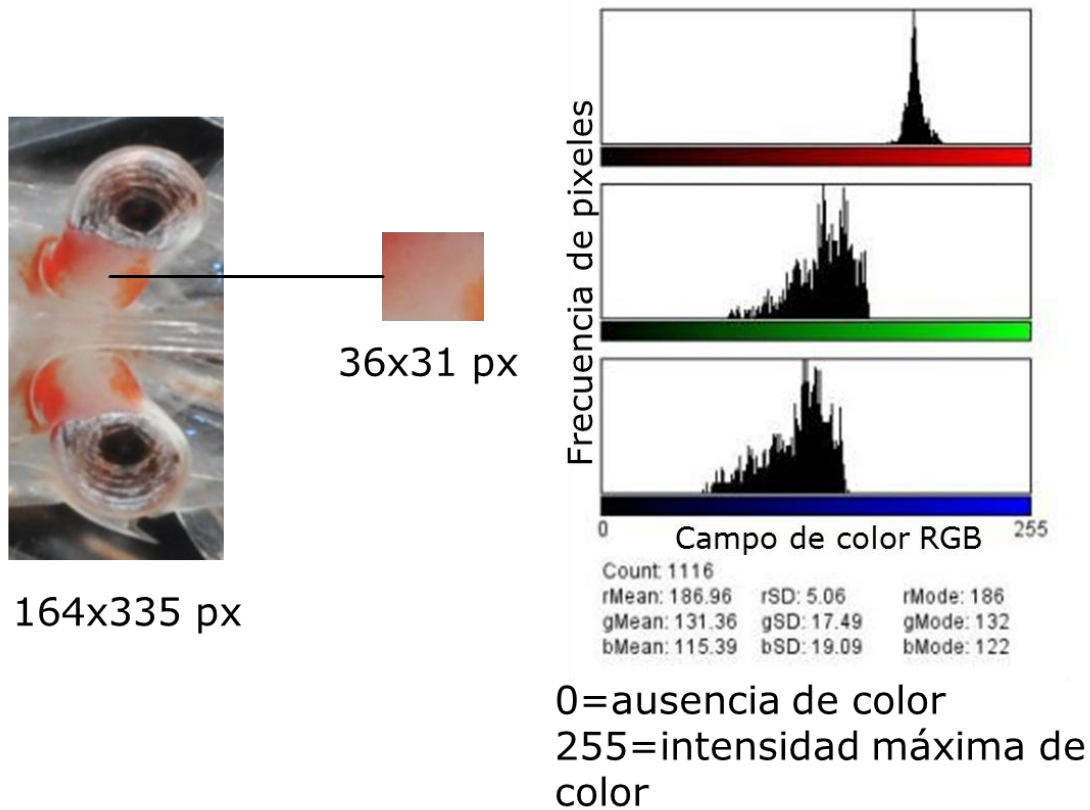 36x31 px
164x335 px
Frecuencia de pixeles
0
255
Campo de color RGB
Count: 1116
rMean: 186.96 rSD: 5.06 rMode: 186
gMean: 131.36 gSD: 17.49 gMode: 132
bMean: 115.39 bSD: 19.09 bMode: 122
0=ausencia de color
255=intensidad máxima de
color